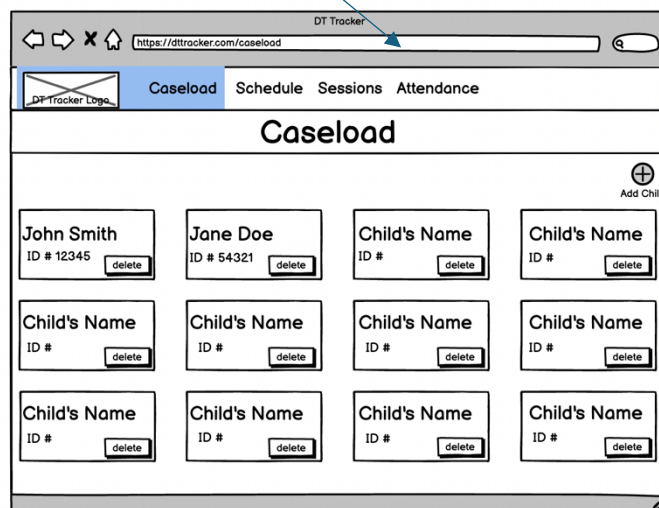 DT Tracker
https://dttracker.com/caseload
DT Tracker Logo
Caseload Schedule Sessions Attendance
Caseload
Add Chil
John Smith Jane Doe Child's Name Child's Name
ID # 12345 ID # 54321 ID # ID #
delete delete delete delete
Child's Name Child's Name Child's Name Child's Name
ID # ID # ID # ID #
delete delete delete delete
Child's Name Child's Name Child's Name Child's Name
ID # ID # ID # ID #
delete delete delete delete